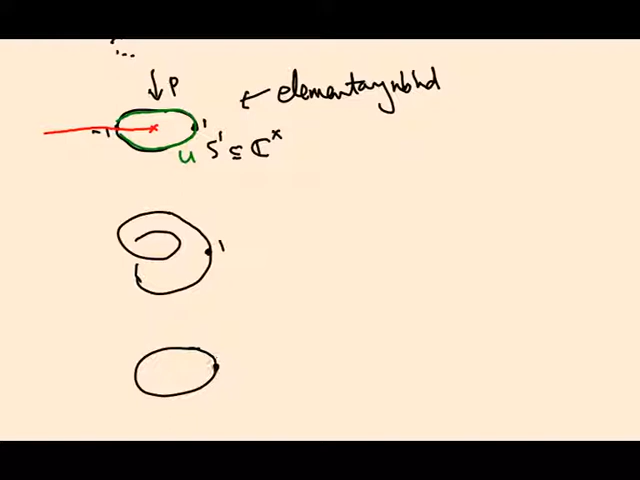 ...
↓ p
← elementary nbhd
-1
1
U S¹ ⊆ ℂ^×
1